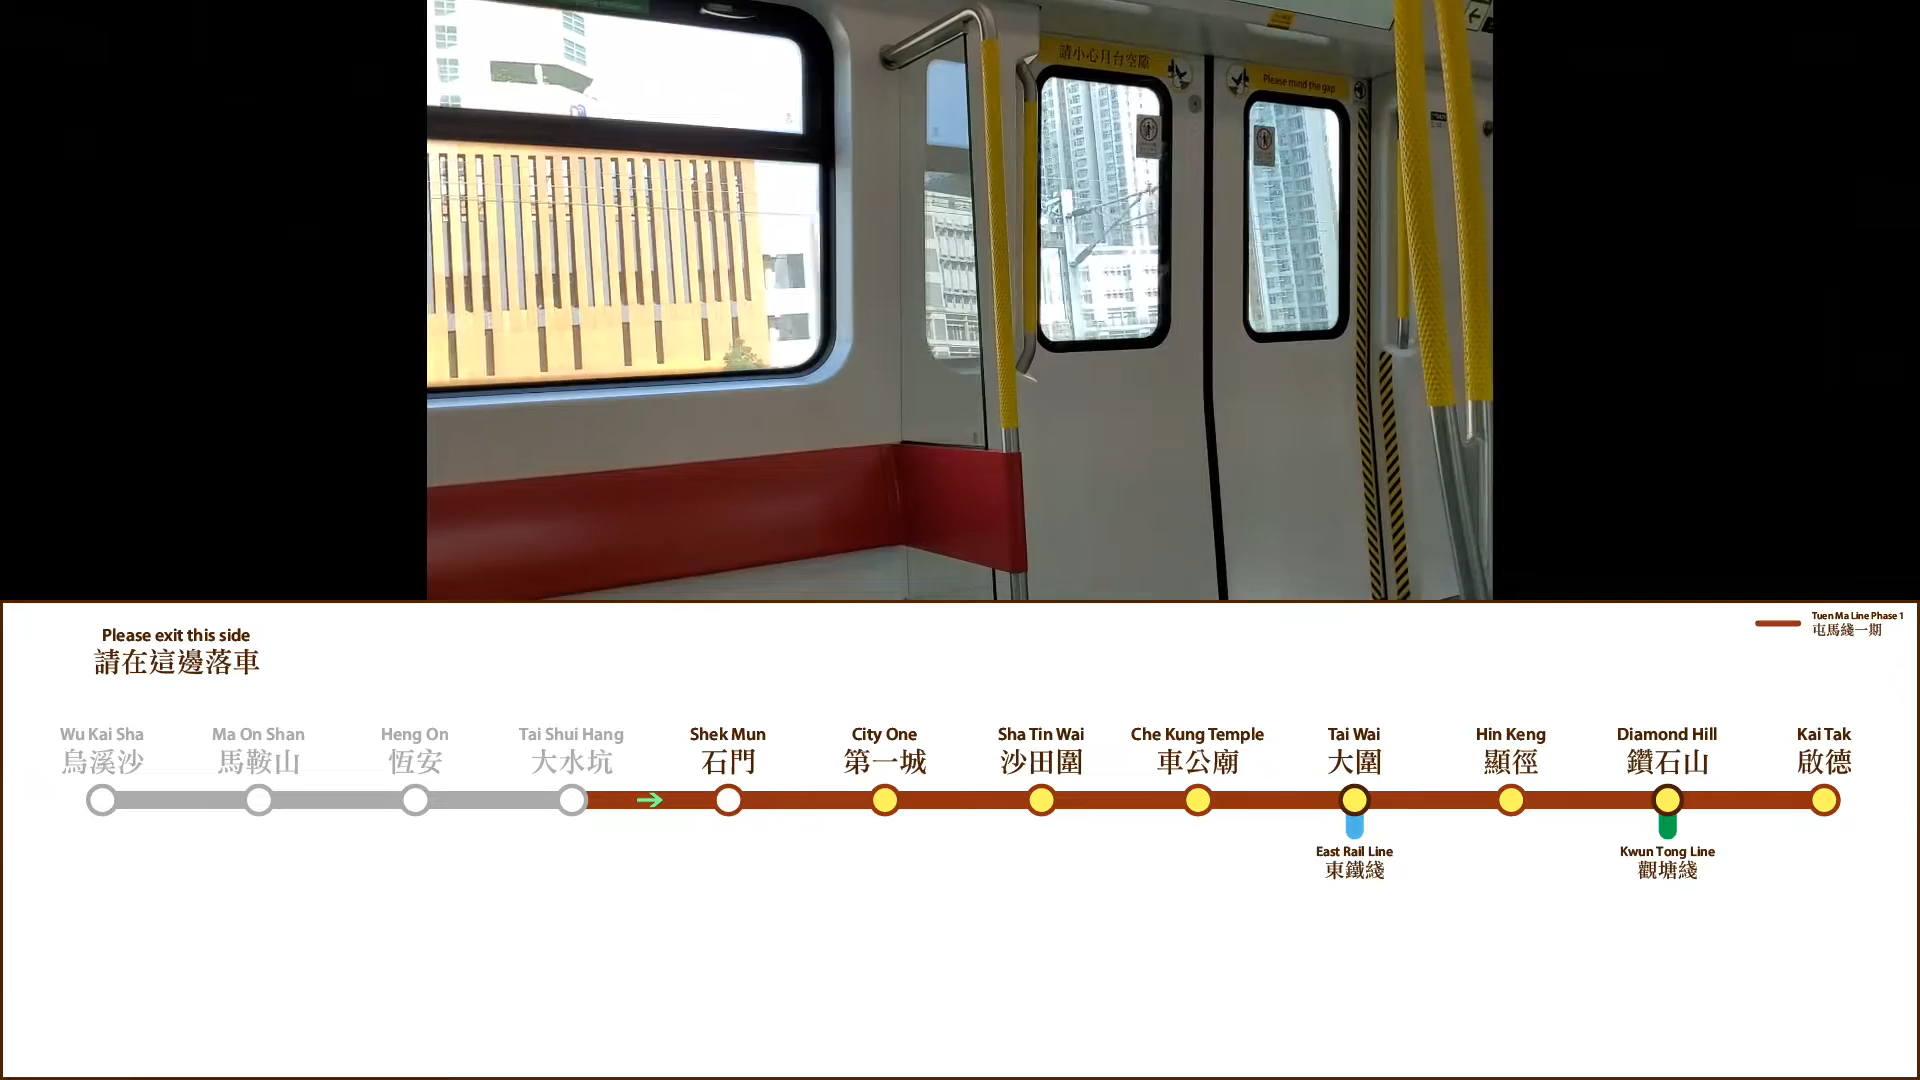 請小心月台空隙
Please mind the gap
Tuen Ma Line Phase 1
屯馬綫一期
Please exit this side
請在這邊落車
Wu Kai Sha
烏溪沙
Ma On Shan
馬鞍山
Heng On
恆安
Tai Shui Hang
大水坑
Shek Mun
石門
City One
第一城
Sha Tin Wai
沙田圍
Che Kung Temple
車公廟
Tai Wai
大圍
Hin Keng
顯徑
Diamond Hill
鑽石山
Kai Tak
啟德
East Rail Line
東鐵綫
Kwun Tong Line
觀塘綫